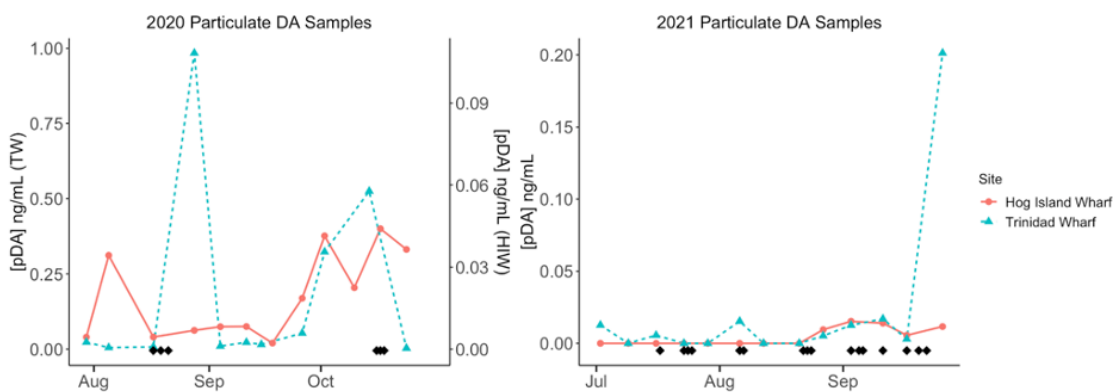 2020 Particulate DA Samples
1.00
0.75
0.50
0.25
0.00
[pDA] ng/mL (TW)
0.09
0.06
0.03
0.00
[pDA] ng/mL (HIW)
Aug Sep Oct
2021 Particulate DA Samples
0.20
0.15
0.10
0.05
0.00
[pDA] ng/mL
Jul Aug Sep
Site
Hog Island Wharf
Trinidad Wharf